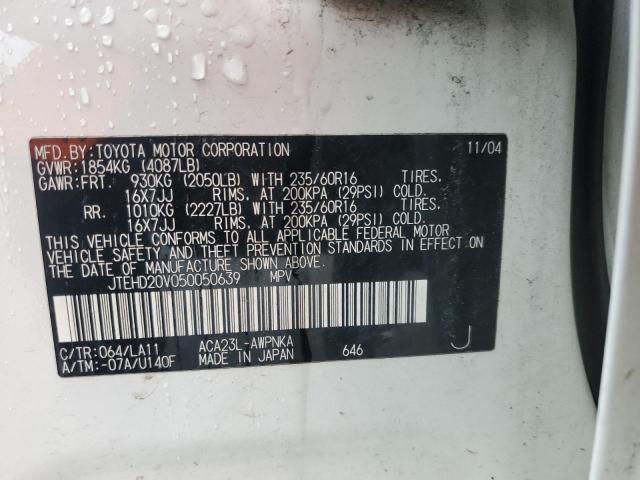 MFD.BY:TOYOTA MOTOR CORPORATION 11/04
GVWR:1854KG (4087LB)
GAWR:FRT. 930KG (2050LB) WITH 235/60R16 TIRES.
16X7JJ RIMS. AT 200KPA (29PSI) COLD.
RR. 1010KG (2227LB) WITH 235/60R16 TIRES.
16X7JJ RIMS. AT 200KPA (29PSI) COLD.
THIS VEHICLE CONFORMS TO ALL APPLICABLE FEDERAL MOTOR
VEHICLE SAFETY AND THEFT PREVENTION STANDARDS IN EFFECT ON
THE DATE OF MANUFACTURE SHOWN ABOVE.
JTEHD20V050050639 MPV
C/TR:064/LA11 ACA23L-AWPNKA
A/TM:-07A/U140F MADE IN JAPAN 646 J